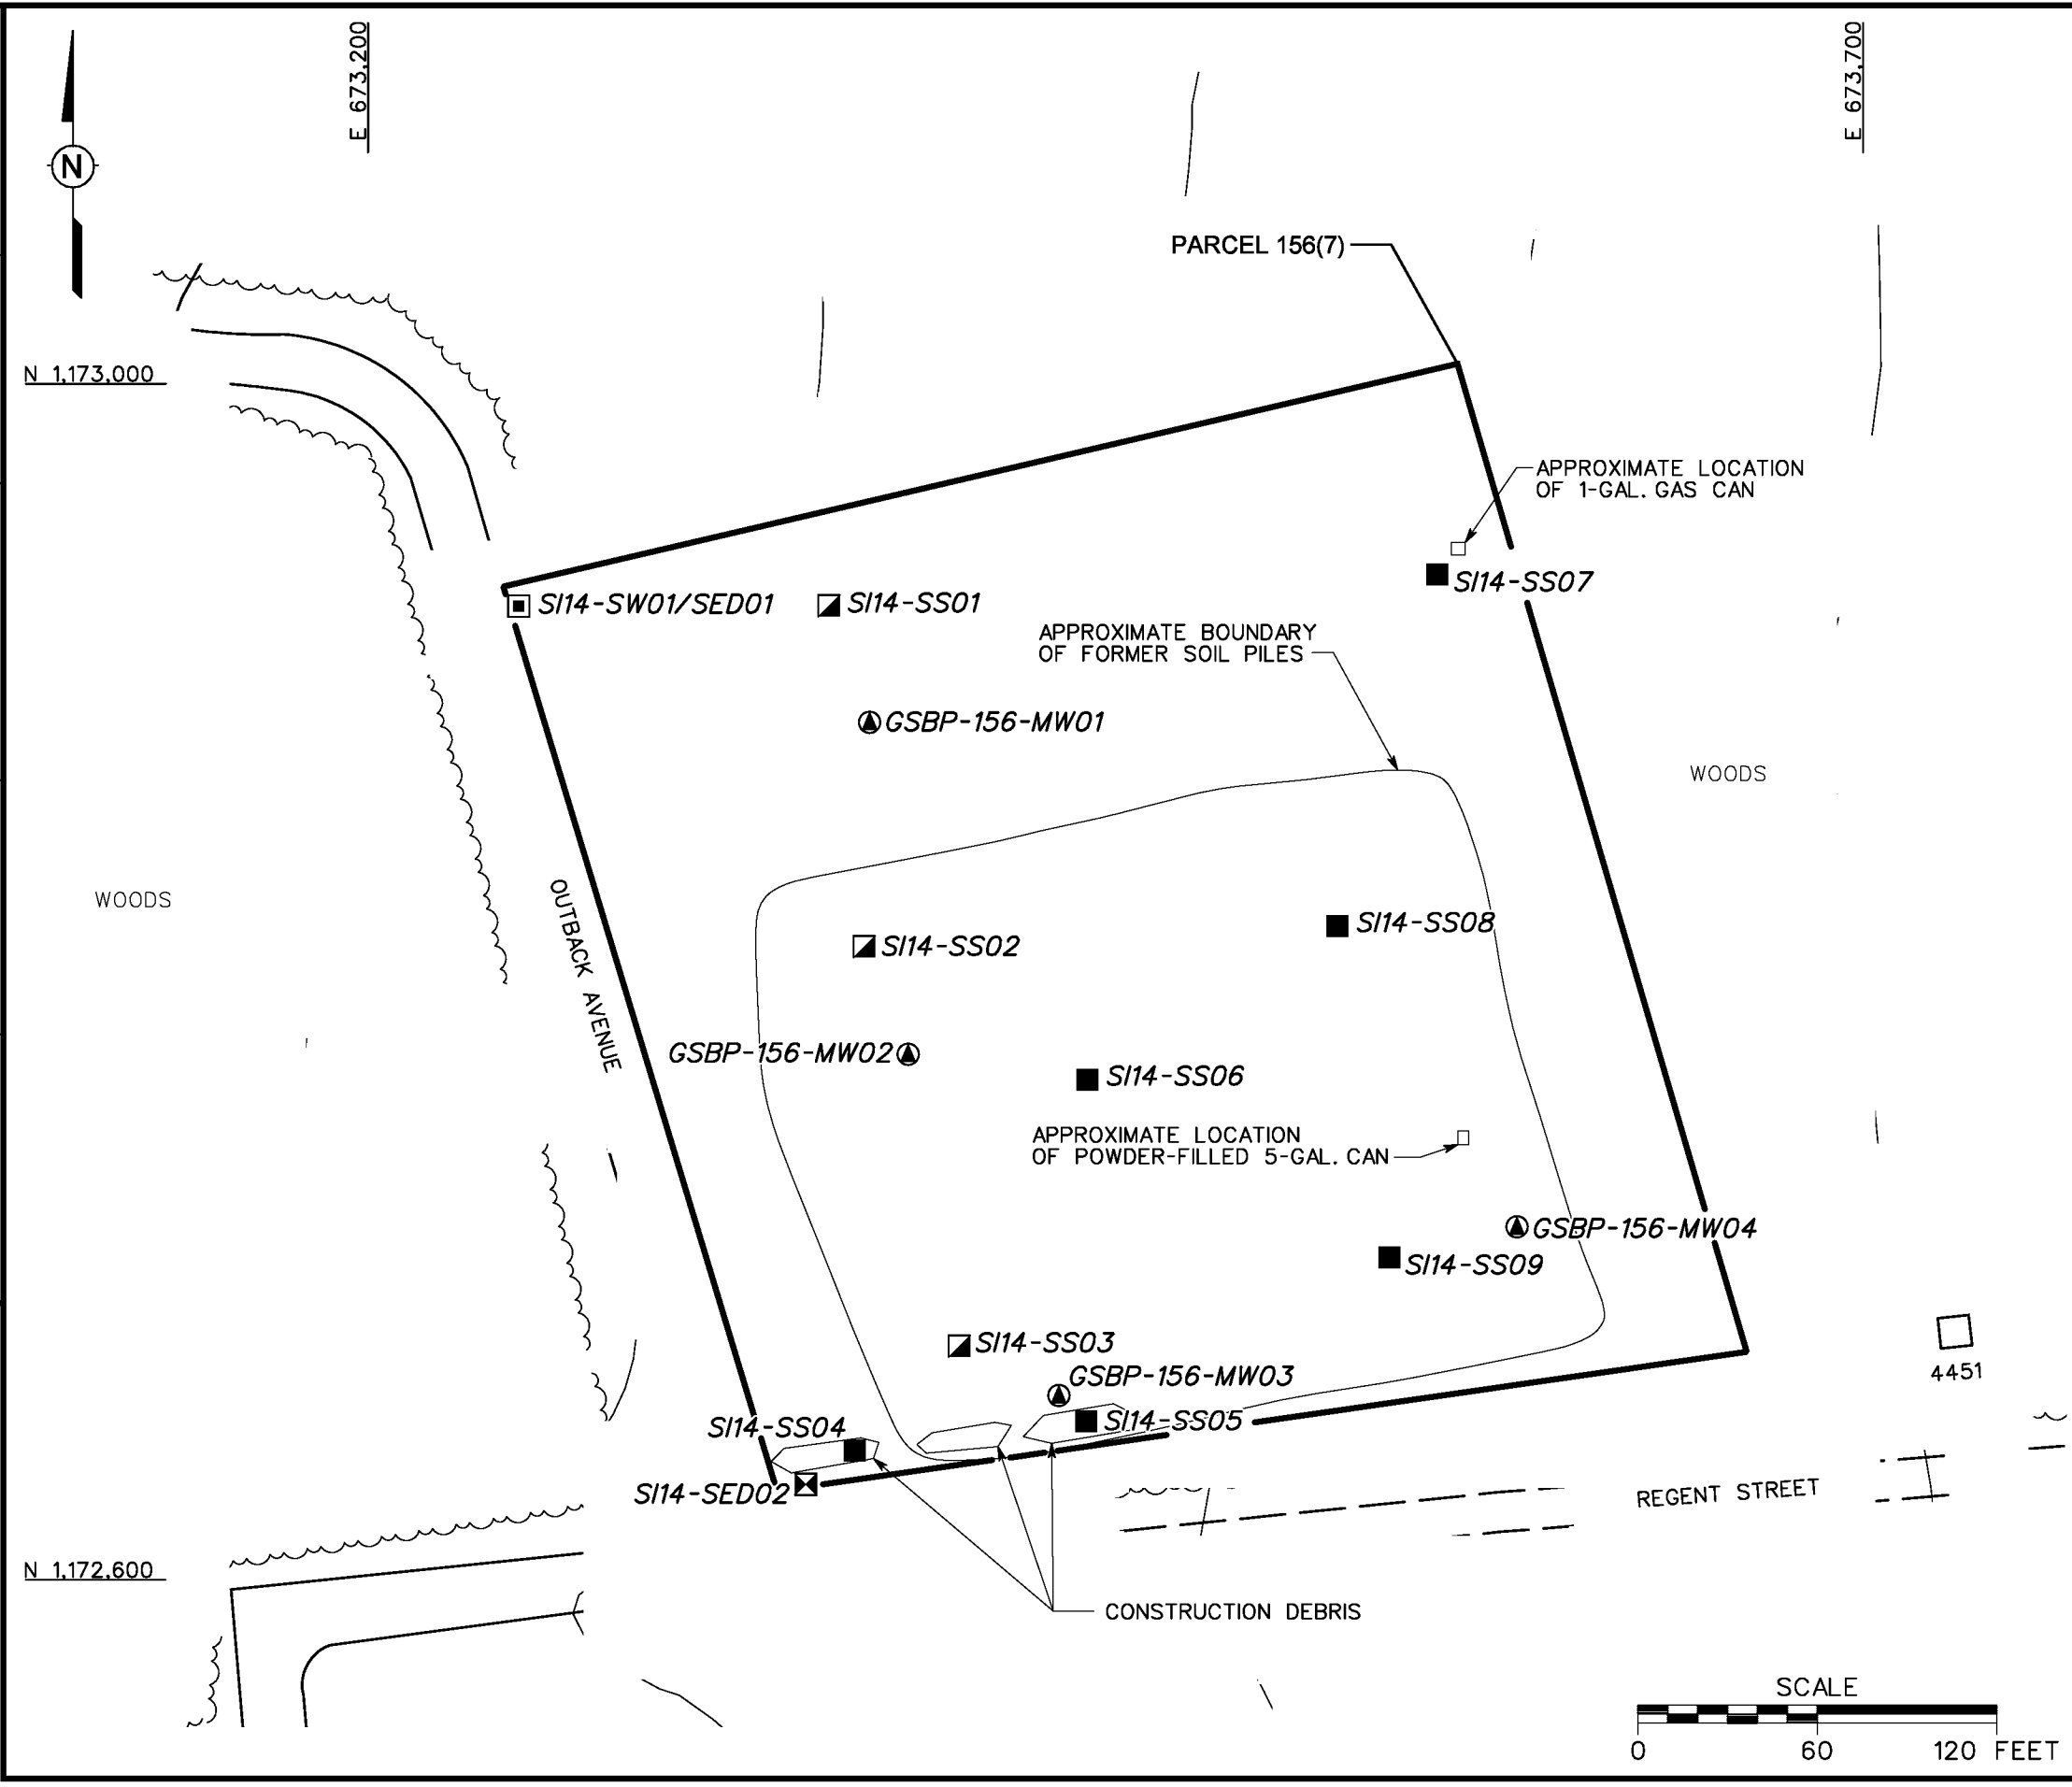 E 673,200
E 673,700
N
PARCEL 156(7)
N 1,173,000
APPROXIMATE LOCATION
OF 1-GAL. GAS CAN
SI14-SS07
SI14-SW01/SED01
SI14-SS01
APPROXIMATE BOUNDARY
OF FORMER SOIL PILES
GSBP-156-MW01
WOODS
WOODS
OUTBACK AVENUE
SI14-SS08
SI14-SS02
GSBP-156-MW02
SI14-SS06
APPROXIMATE LOCATION
OF POWDER-FILLED 5-GAL. CAN
GSBP-156-MW04
SI14-SS09
SI14-SS03
GSBP-156-MW03
4451
SI14-SS04
SI14-SS05
SI14-SED02
REGENT STREET
N 1,172,600
CONSTRUCTION DEBRIS
SCALE
0 60 120 FEET